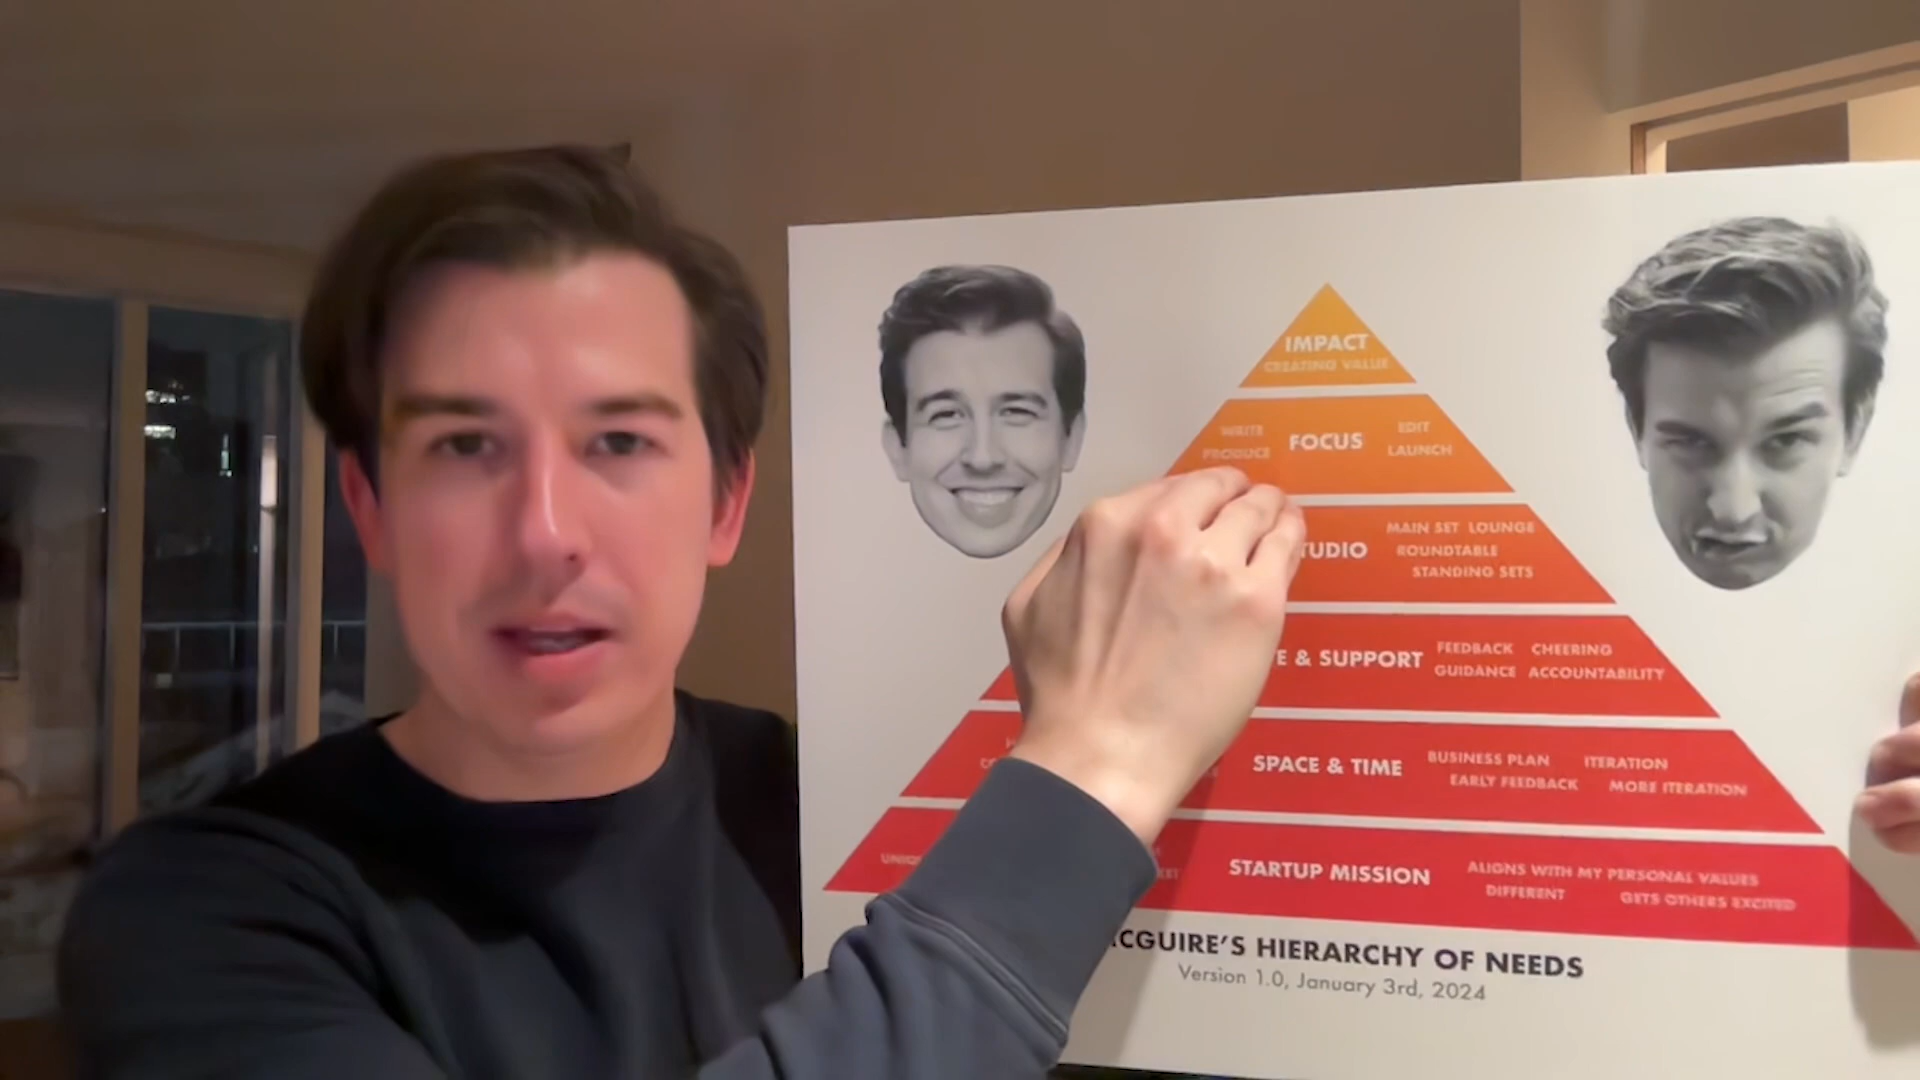 IMPACT
CREATING VALUE
WRITE
PRODUCE
FOCUS
EDIT
LAUNCH
TUDIO
MAIN SET LOUNGE
ROUNDTABLE
STANDING SETS
E & SUPPORT
FEEDBACK CHEERING
GUIDANCE ACCOUNTABILITY
SPACE & TIME
BUSINESS PLAN ITERATION
EARLY FEEDBACK MORE ITERATION
STARTUP MISSION
ALIGNS WITH MY PERSONAL VALUES
DIFFERENT GETS OTHERS EXCITED
CGUIRE'S HIERARCHY OF NEEDS
Version 1.0, January 3rd, 2024